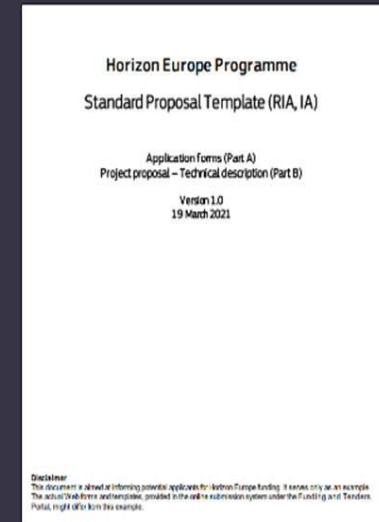 Horizon Europe Programme
Standard Proposal Template (RIA, IA)
Application forms (Part A)
Project proposal – Technical description (Part B)
Version 1.0
19 March 2021
Disclaimer
This document is aimed at informing potential applicants for Horizon Europe funding. It serves only as an example.
The actual Web forms and templates, provided in the online submission system under the Funding and Tenders
Portal, might differ from this example.